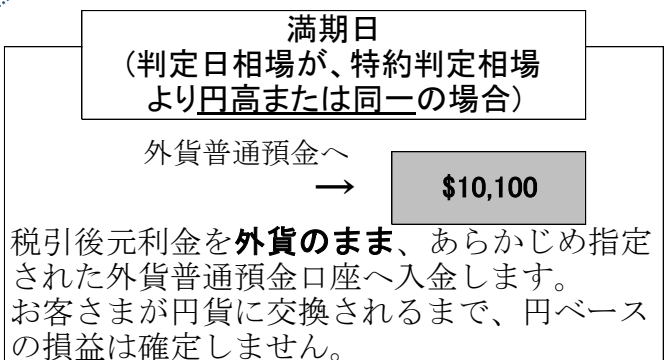 満期日
(判定日相場が、特約判定相場
より円高または同一の場合)
外貨普通預金へ
→
$10,100
税引後元利金を外貨のまま、あらかじめ指定
された外貨普通預金口座へ入金します。
お客さまが円貨に交換されるまで、円ベース
の損益は確定しません。